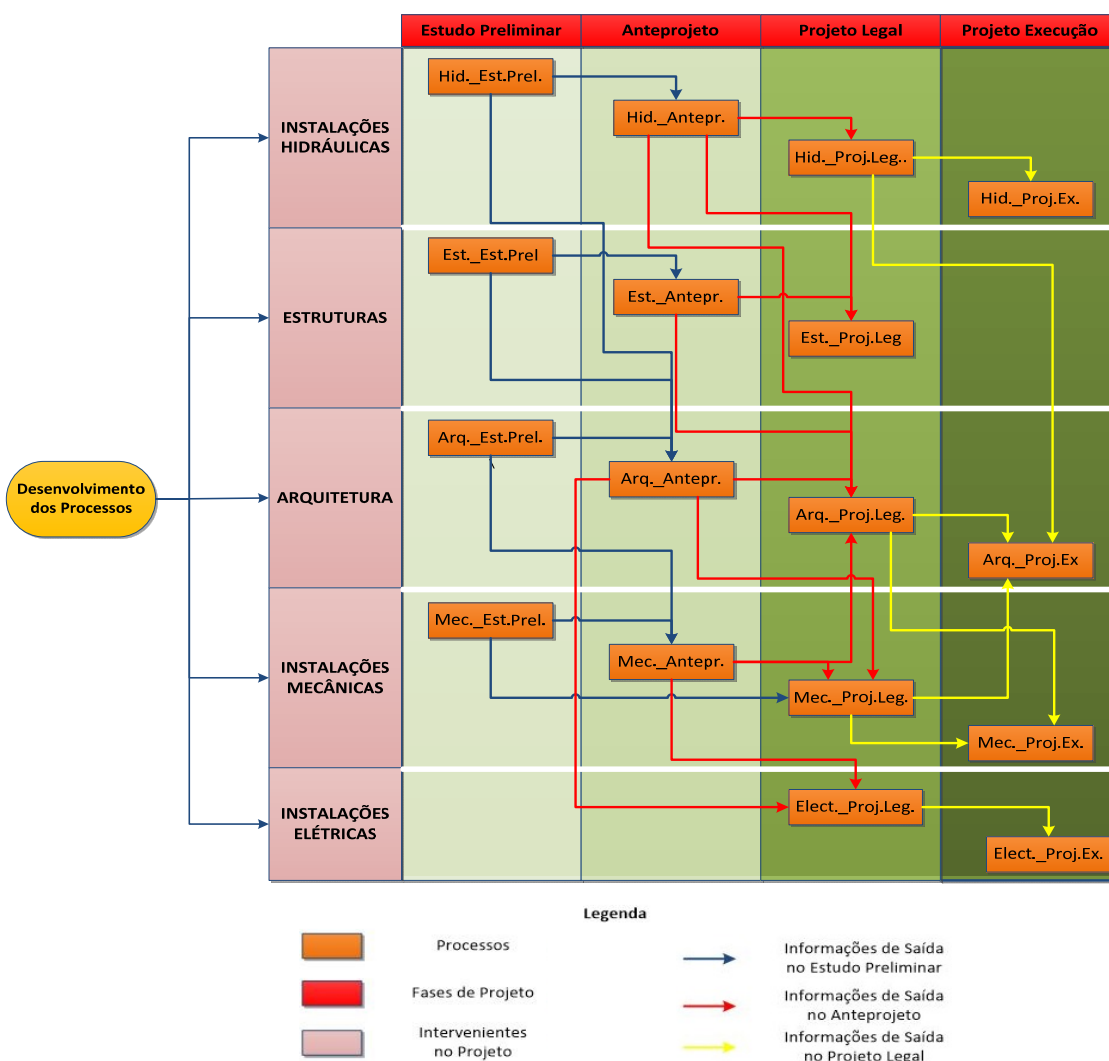 Estudo Preliminar Anteprojeto Projeto Legal Projeto Execução
INSTALAÇÕES
HIDRÁULICAS
Hid._Est.Prel.
Hid._Antepr.
Hid._Proj.Leg..
Hid._Proj.Ex.
ESTRUTURAS
Est._Est.Prel
Est._Antepr.
Est._Proj.Leg
Desenvolvimento
dos Processos
ARQUITETURA
Arq._Est.Prel.
Arq._Antepr.
Arq._Proj.Leg.
Arq._Proj.Ex
INSTALAÇÕES
MECÂNICAS
Mec._Est.Prel.
Mec._Antepr.
Mec._Proj.Leg.
Mec._Proj.Ex.
INSTALAÇÕES
ELÉTRICAS
Elect._Proj.Leg.
Elect._Proj.Ex.
Legenda
Processos
Fases de Projeto
Intervenientes
no Projeto
Informações de Saída
no Estudo Preliminar
Informações de Saída
no Anteprojeto
Informações de Saída
no Projeto Legal